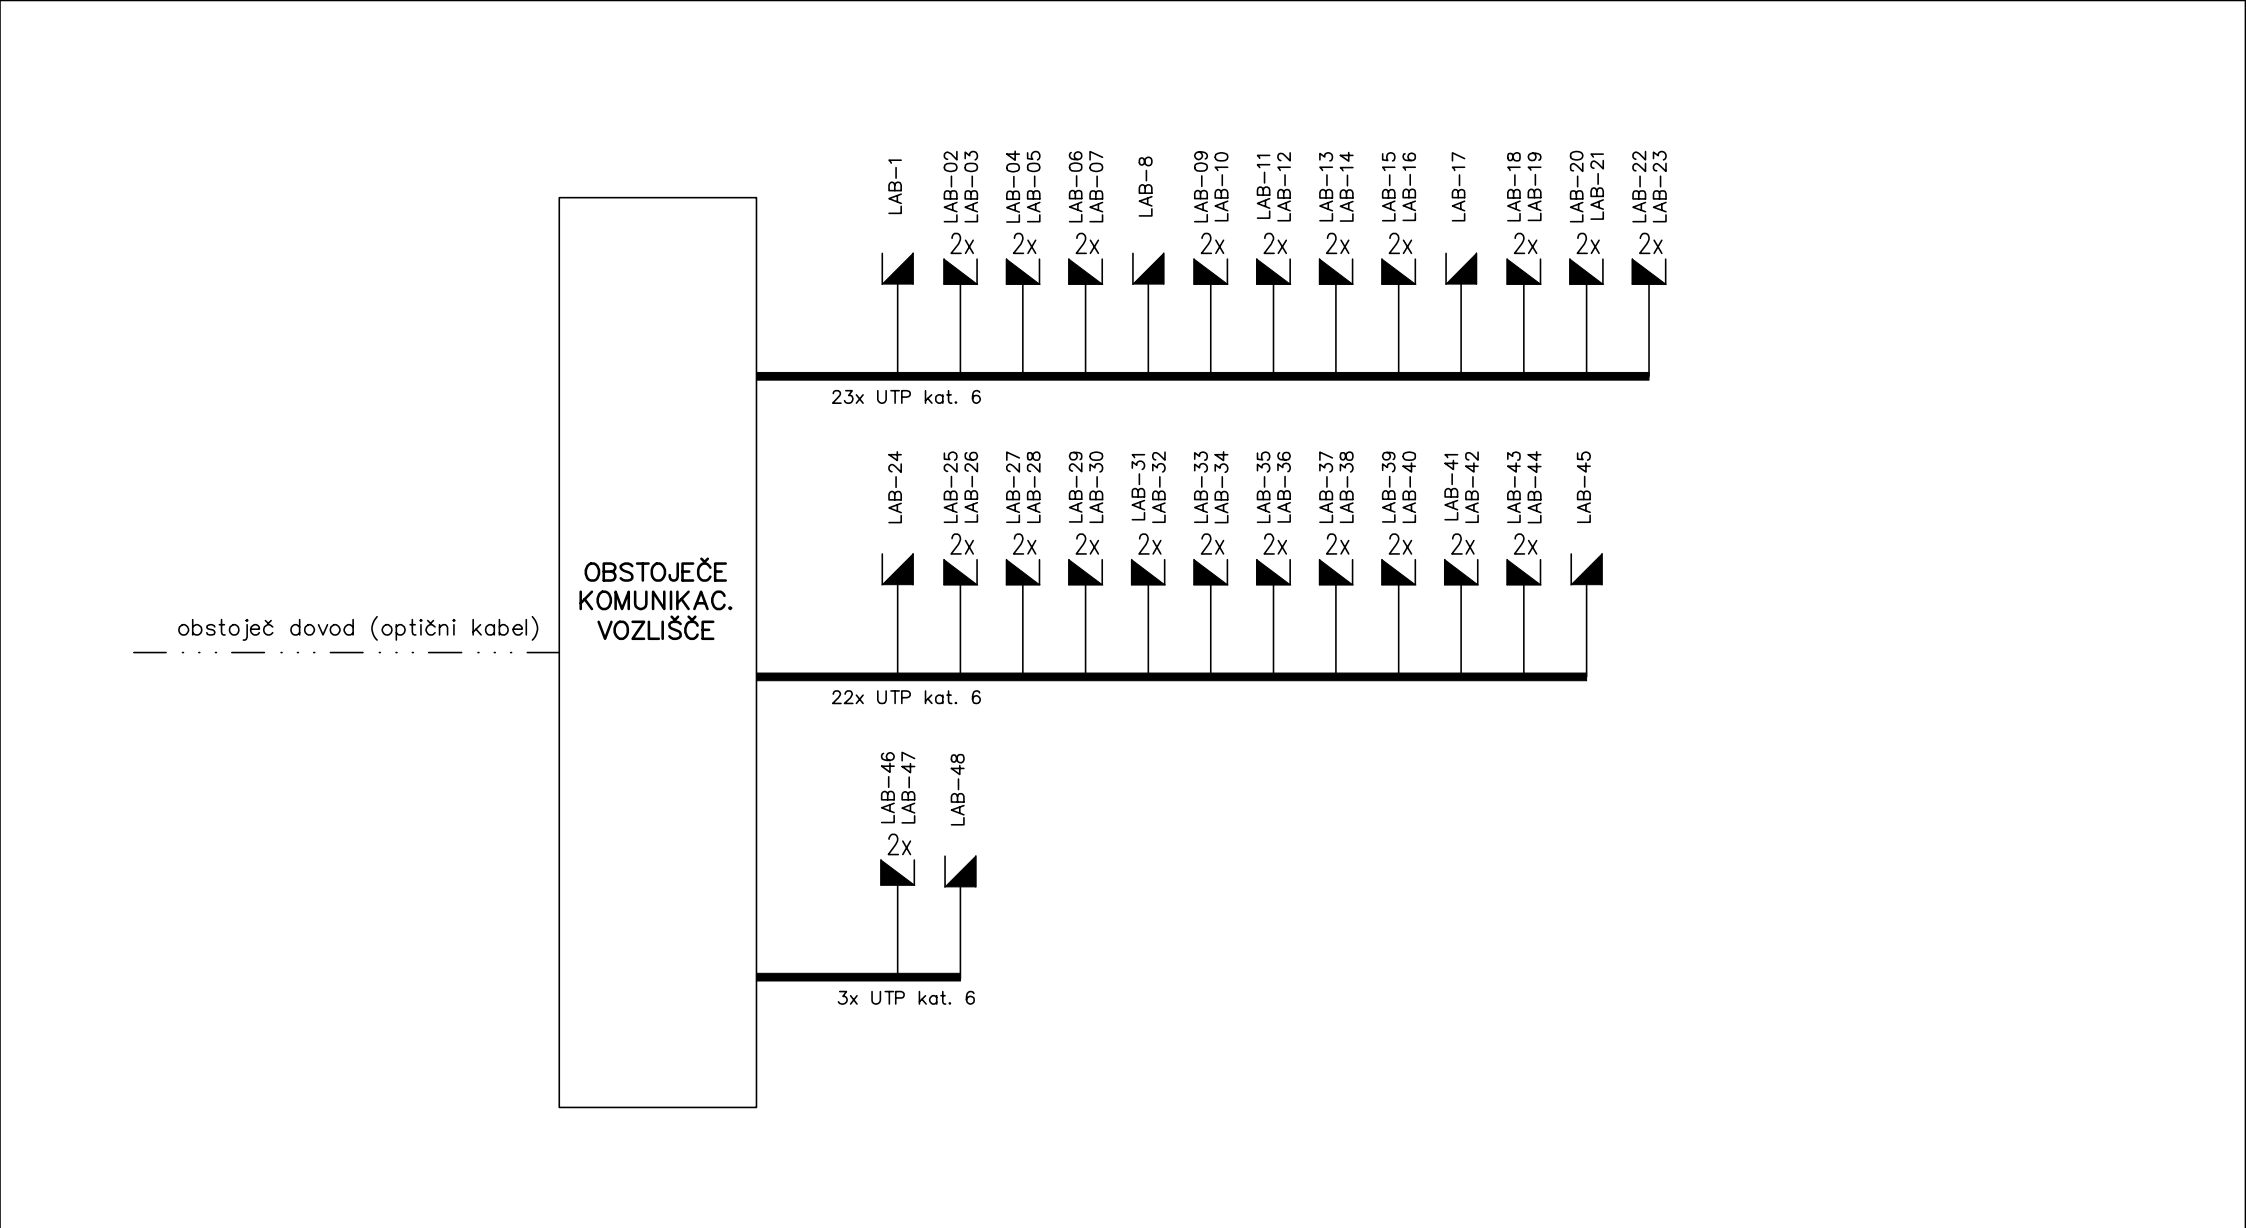 LAB-1
LAB-02
LAB-03
2x
LAB-04
LAB-05
2x
LAB-06
LAB-07
2x
LAB-8
LAB-09
LAB-10
2x
LAB-11
LAB-12
2x
LAB-13
LAB-14
2x
LAB-15
LAB-16
2x
LAB-17
LAB-18
LAB-19
2x
LAB-20
LAB-21
2x
LAB-22
LAB-23
2x
23x UTP kat. 6
LAB-24
LAB-25
LAB-26
2x
LAB-27
LAB-28
2x
LAB-29
LAB-30
2x
LAB-31
LAB-32
2x
LAB-33
LAB-34
2x
LAB-35
LAB-36
2x
LAB-37
LAB-38
2x
LAB-39
LAB-40
2x
LAB-41
LAB-42
2x
LAB-43
LAB-44
2x
LAB-45
OBSTOJEČE
KOMUNIKAC.
VOZLIŠČE
obstoječ dovod (optični kabel)
22x UTP kat. 6
LAB-46
LAB-47
2x
LAB-48
3x UTP kat. 6